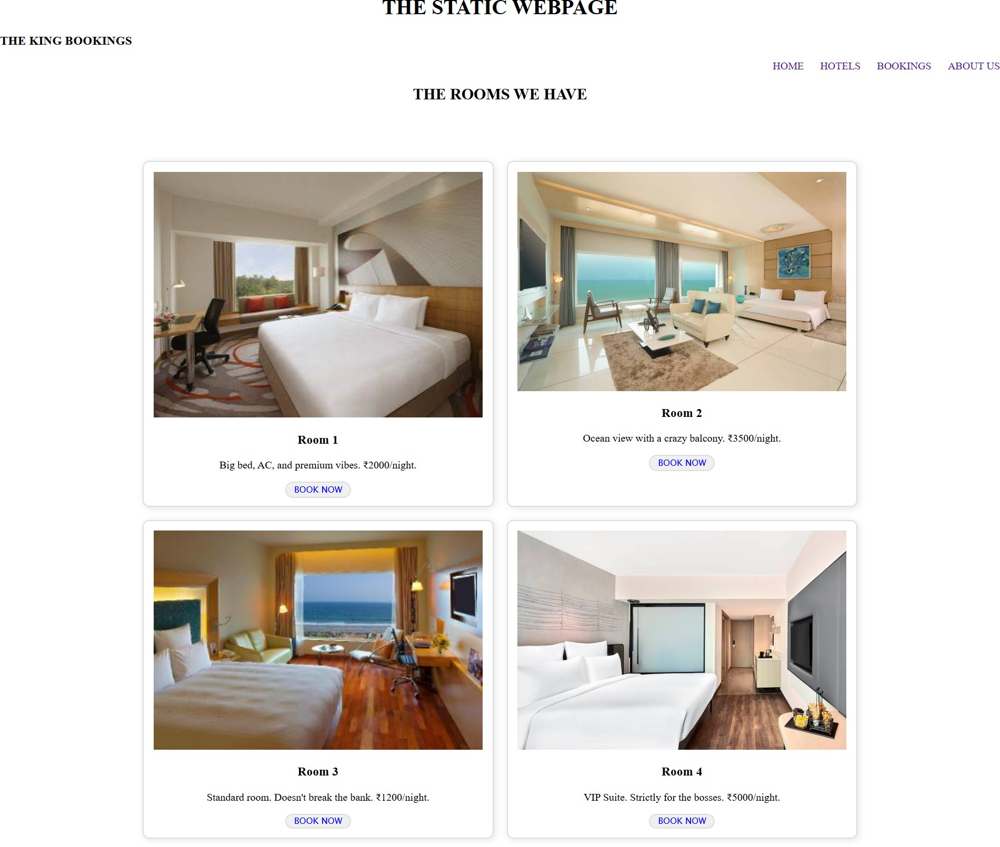 THE STATIC WEBPAGE
THE KING BOOKINGS
HOME HOTELS BOOKINGS ABOUT US
THE ROOMS WE HAVE
Room 1
Big bed, AC, and premium vibes. ₹2000/night.
BOOK NOW
Room 2
Ocean view with a crazy balcony. ₹3500/night.
BOOK NOW
Room 3
Standard room. Doesn't break the bank. ₹1200/night.
BOOK NOW
Room 4
VIP Suite. Strictly for the bosses. ₹5000/night.
BOOK NOW